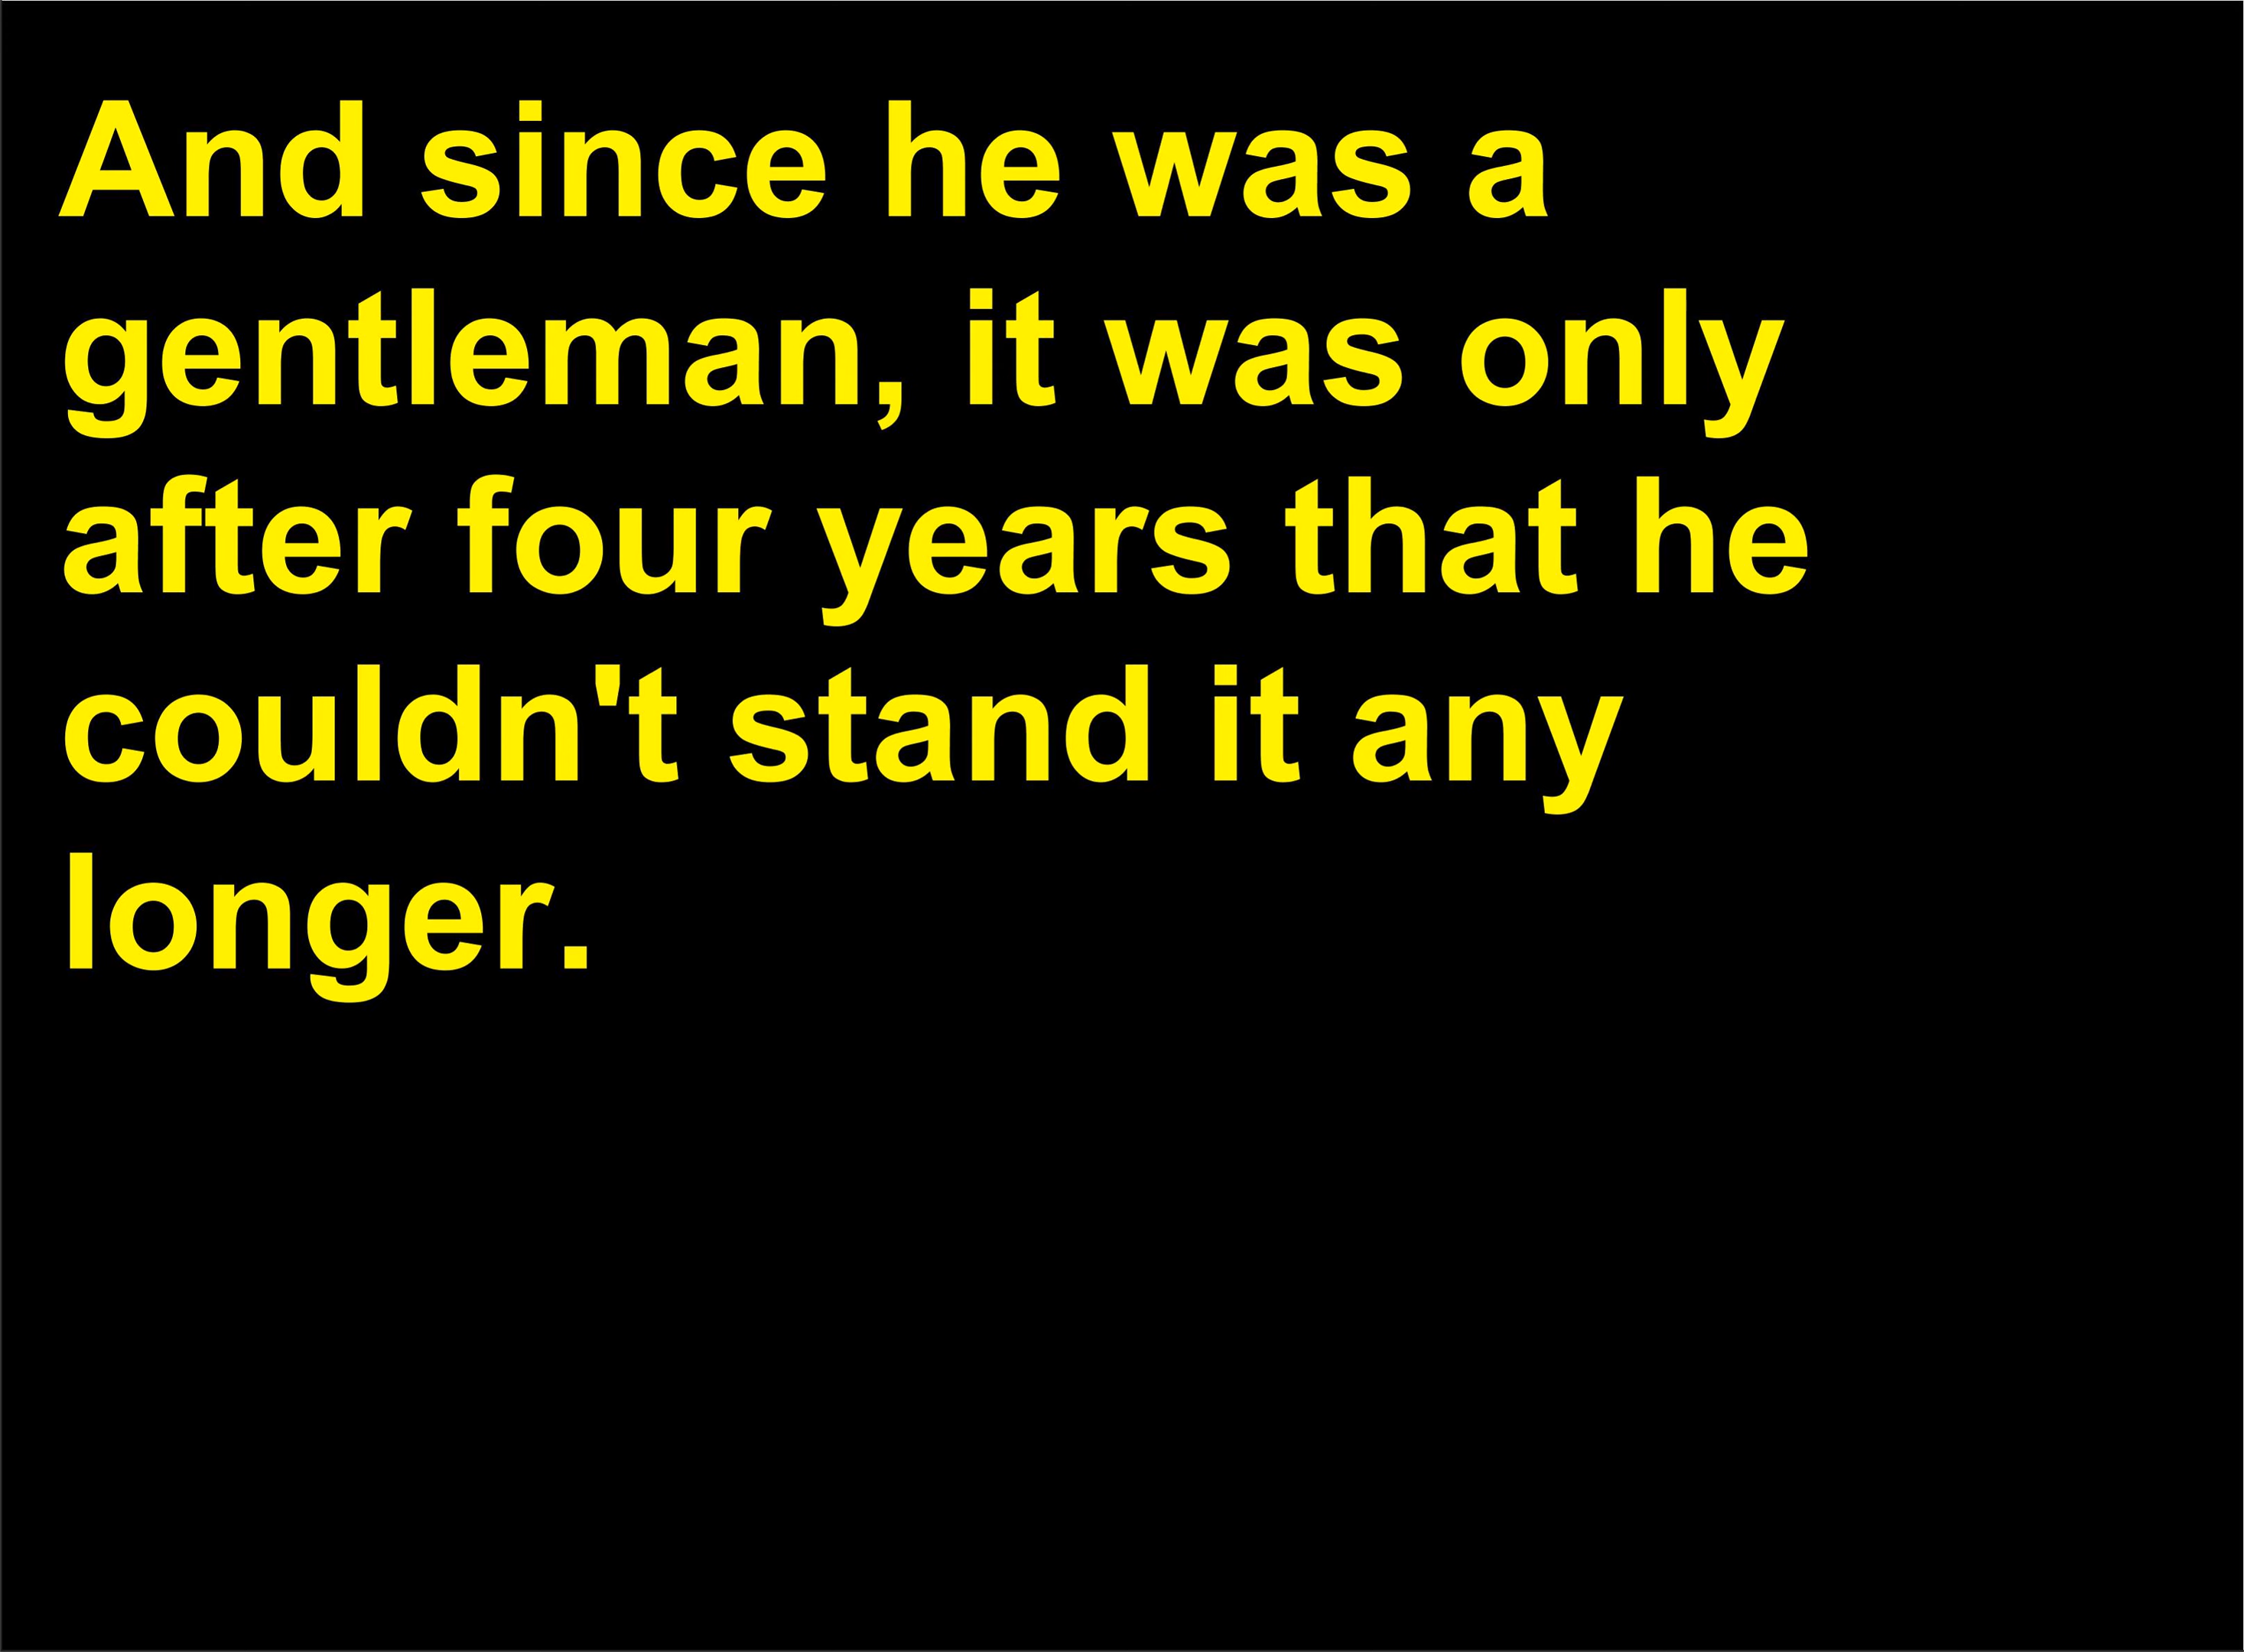 And since he was a
gentleman, it was only
after four years that he
couldn't stand it any
longer.